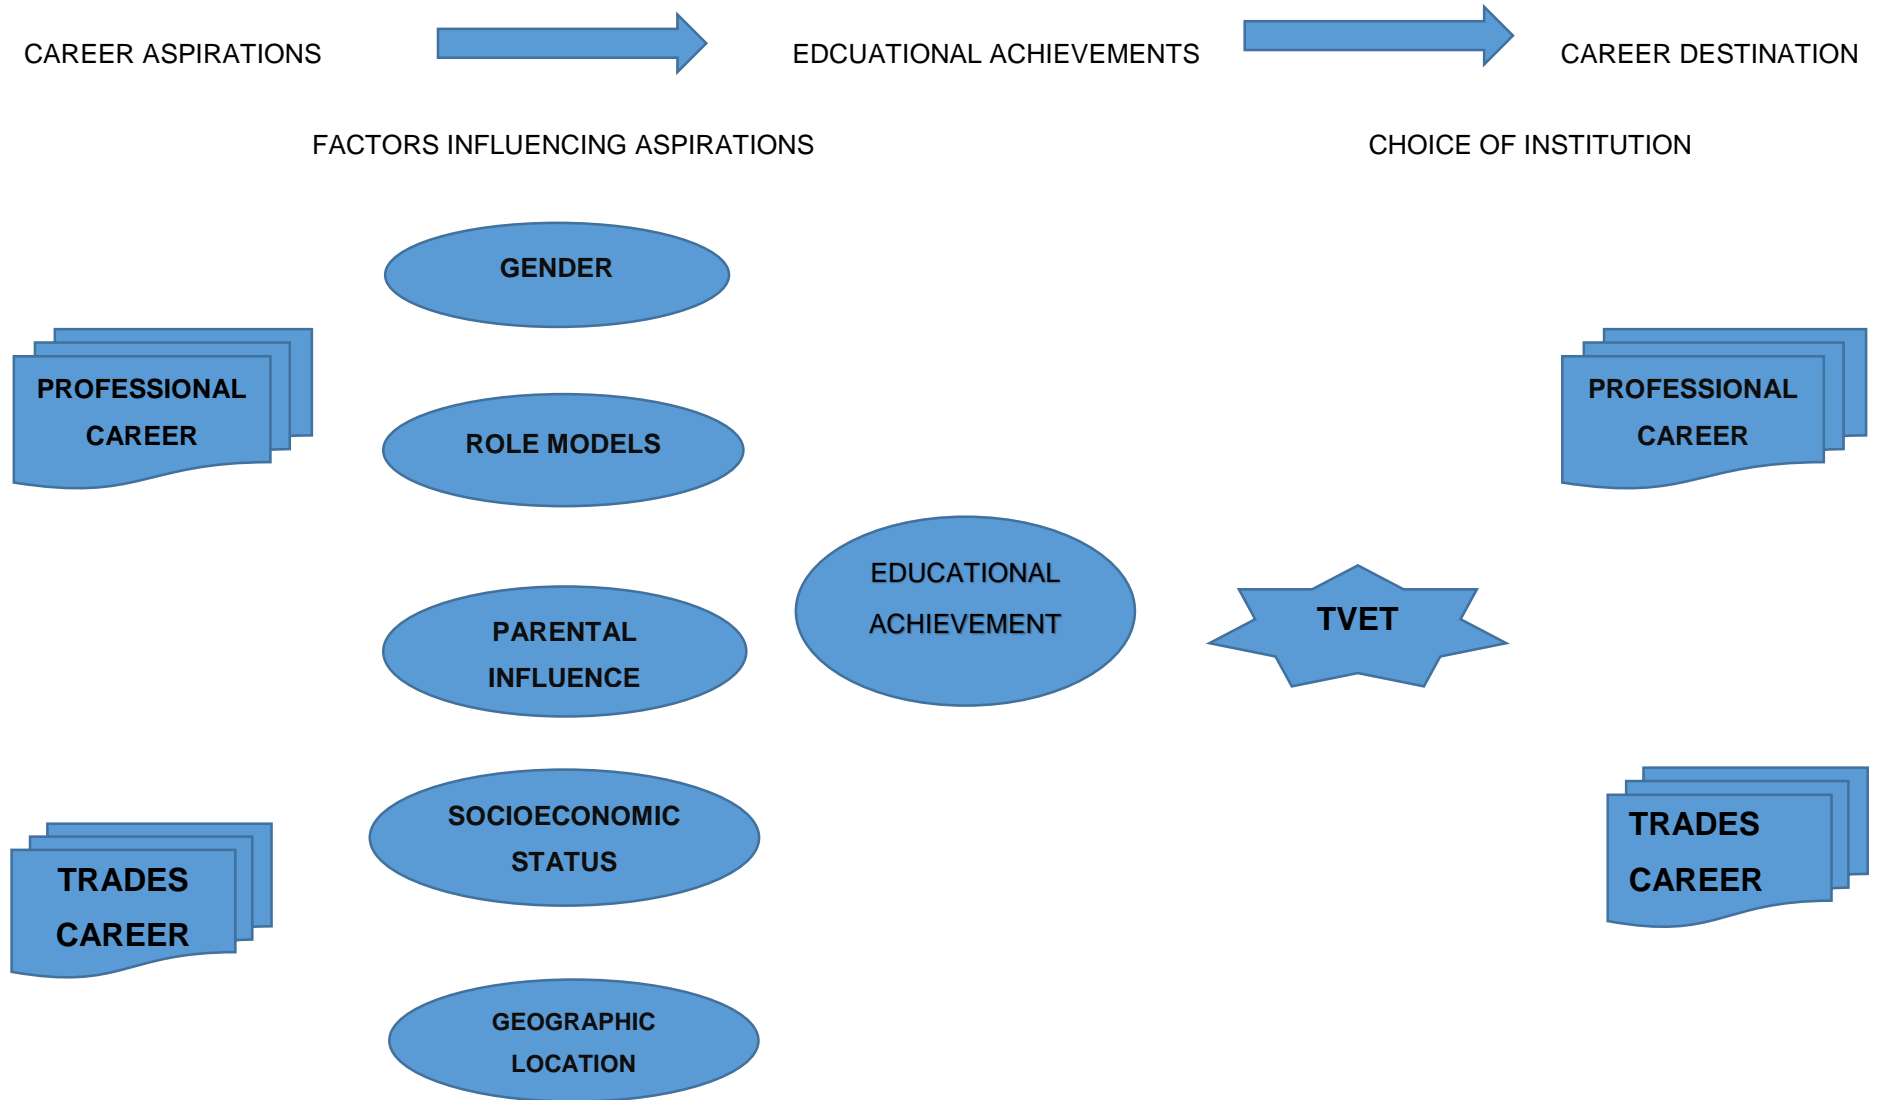 CAREER ASPIRATIONS
EDCUATIONAL ACHIEVEMENTS
CAREER DESTINATION
FACTORS INFLUENCING ASPIRATIONS
CHOICE OF INSTITUTION
GENDER
PROFESSIONAL
CAREER
ROLE MODELS
PROFESSIONAL
CAREER
EDUCATIONAL
ACHIEVEMENT
TVET
PARENTAL
INFLUENCE
SOCIOECONOMIC
STATUS
TRADES
CAREER
TRADES
CAREER
GEOGRAPHIC
LOCATION